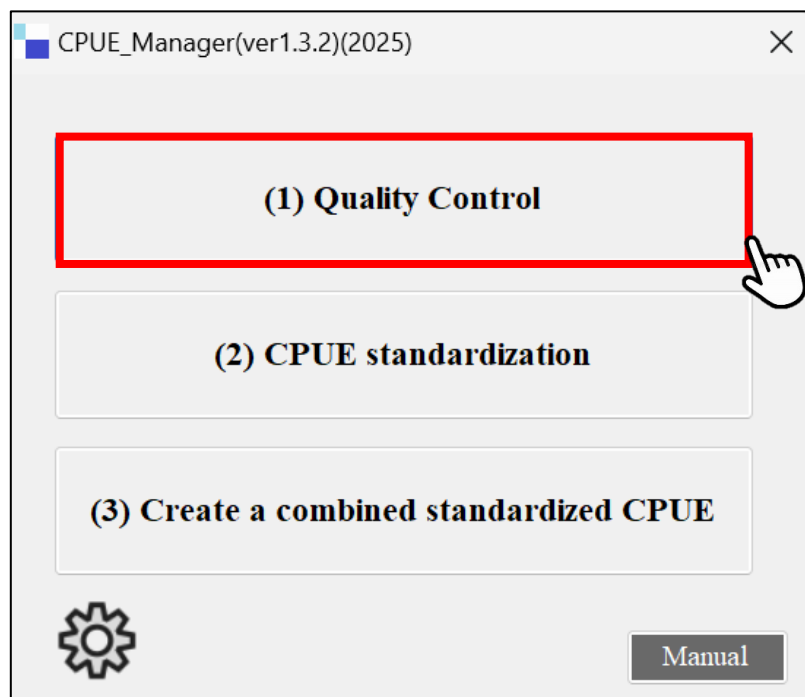 CPUE_Manager(ver1.3.2)(2025)
(1) Quality Control
(2) CPUE standardization
(3) Create a combined standardized CPUE
Manual